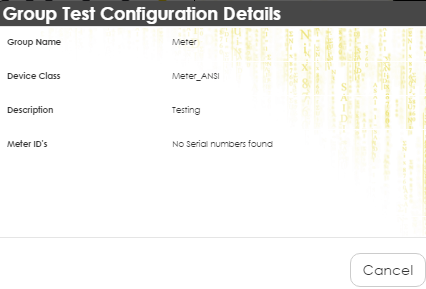 Group Test Configuration Details
Group Name Meter
Device Class Meter_ANSI
Description Testing
Meter ID's No Serial numbers found
Cancel